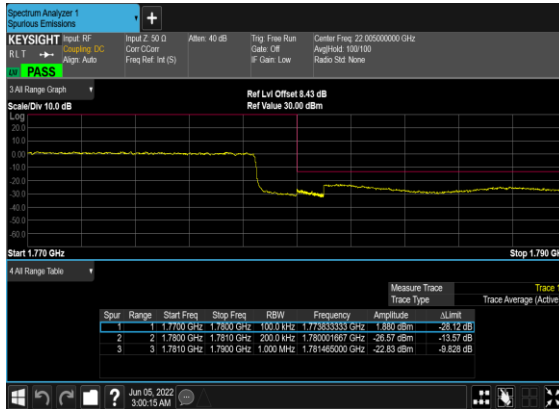 Spectrum Analyzer 1
Spurious Emissions
KEYSIGHT Input: RF
Coupling: DC
Align: Auto
Input Z: 50 Ω
Corr CCorr
Freq Ref: Int (S)
Atten: 40 dB
Trig: Free Run
Gate: Off
IF Gain: Low
Center Freq: 22.005000000 GHz
Avg|Hold: 100/100
Radio Std: None
RLT
LW PASS
3 All Range Graph
Scale/Div 10.0 dB
Ref Lvl Offset 8.43 dB
Ref Value 30.00 dBm
Log
20.0
10.0
0.00
-10.0
-20.0
-30.0
-40.0
-50.0
-60.0
Start 1.770 GHz
Stop 1.790 GH
4 All Range Table
Measure Trace Trace 1
Trace Type Trace Average (Active
Spur Range Start Freq Stop Freq RBW Frequency Amplitude ΔLimit
1 1 1.7700 GHz 1.7800 GHz 100.0 kHz 1.773833333 GHz 1.880 dBm -28.12 dB
2 2 1.7800 GHz 1.7810 GHz 200.0 kHz 1.780001667 GHz -26.57 dBm -13.57 dB
3 3 1.7810 GHz 1.7900 GHz 1.000 MHz 1.781465000 GHz -22.83 dBm -9.828 dB
? Jun 05, 2022
3:00:15 AM